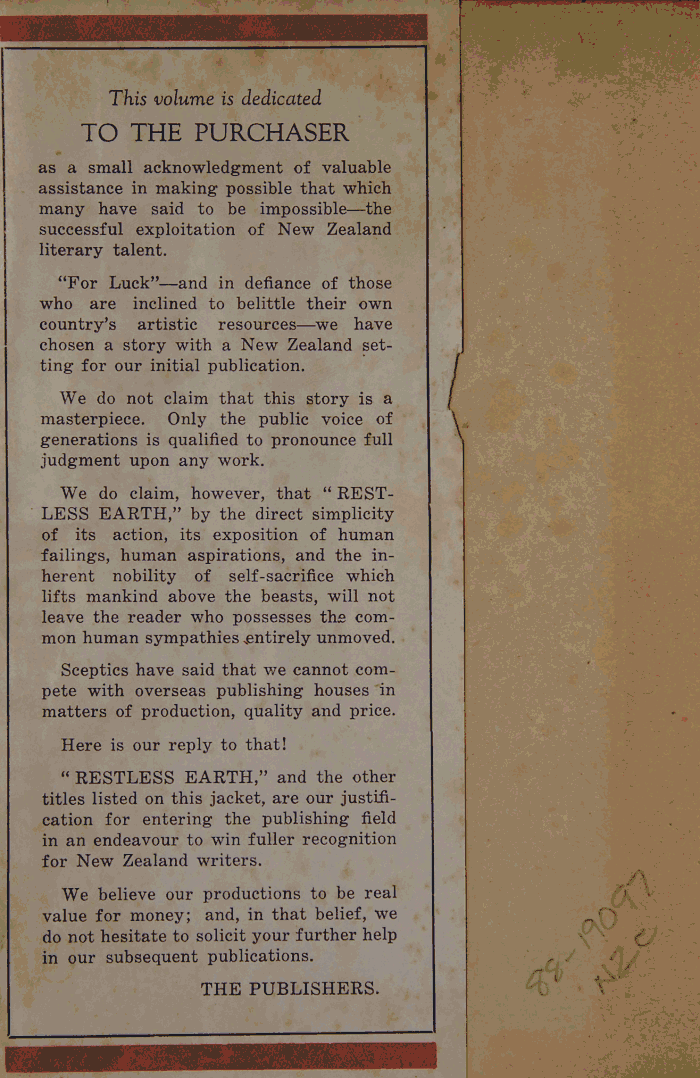 This volume is dedicated
TO THE PURCHASER
as a small acknowledgment of valuable
assistance in making possible that which
many have said to be impossible—the
successful exploitation of New Zealand
literary talent.
“For Luck”—and in defiance of those
who are inclined to belittle their own
country’s artistic resources—we have
chosen a story with a New Zealand set-
ting for our initial publication.
We do not claim that this story is a
masterpiece. Only the public voice of
generations is qualified to pronounce full
judgment upon any work.
We do claim, however, that “REST-
LESS EARTH,” by the direct simplicity
of its action, its exposition of human
failings, human aspirations, and the in-
herent nobility of self-sacrifice which
lifts mankind above the beasts, will not
leave the reader who possesses the com-
mon human sympathies entirely unmoved.
Sceptics have said that we cannot com-
pete with overseas publishing houses in
matters of production, quality and price.
Here is our reply to that!
“RESTLESS EARTH,” and the other
titles listed on this jacket, are our justifi-
cation for entering the publishing field
in an endeavour to win fuller recognition
for New Zealand writers.
We believe our productions to be real
value for money; and, in that belief, we
do not hesitate to solicit your further help
in our subsequent publications.
THE PUBLISHERS.
88-19097
NZC